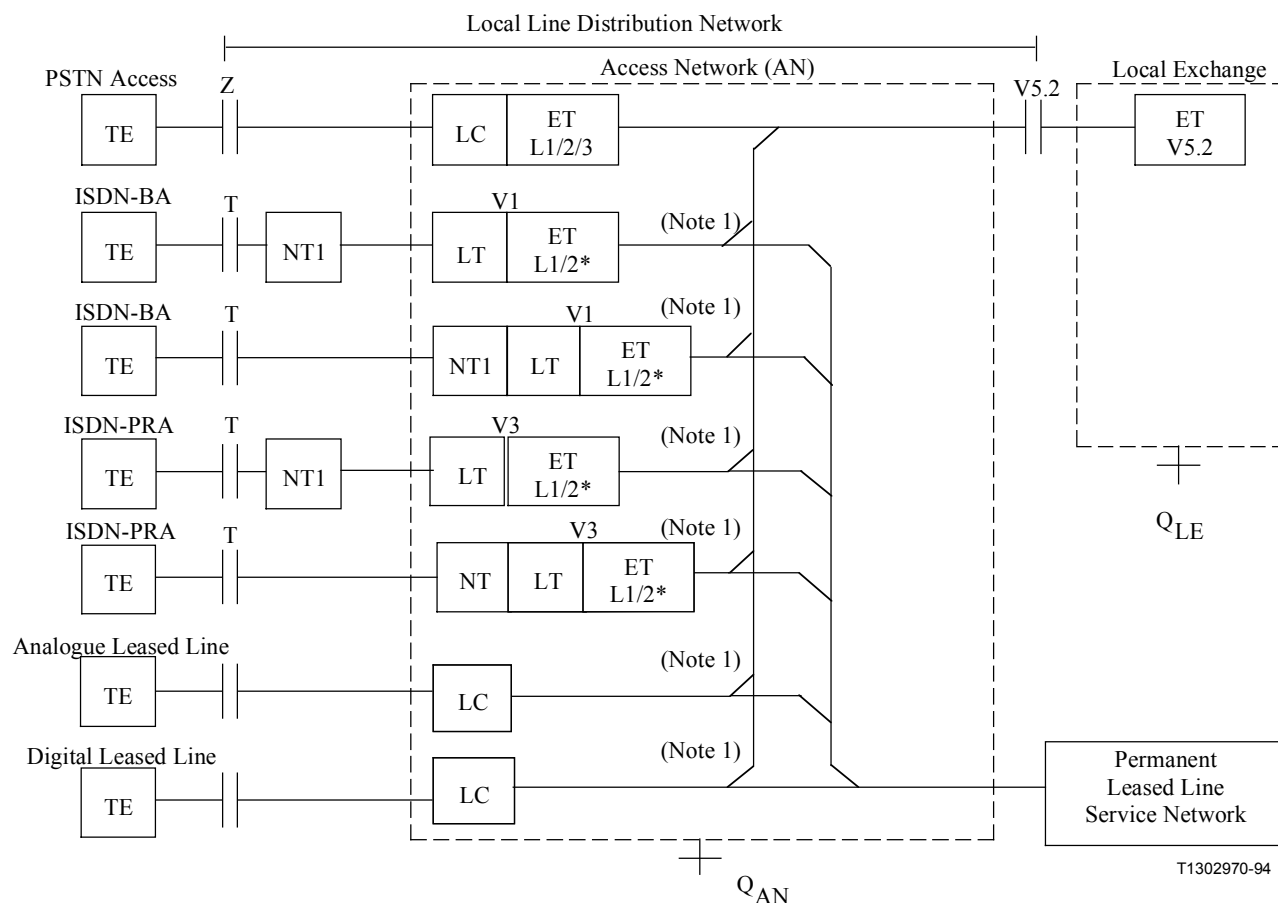 Local Line Distribution Network
PSTN Access
Z
Access Network (AN)
V5.2
Local Exchange
TE
LC
ET
L1/2/3
ET
V5.2
ISDN-BA
T
V1
(Note 1)
TE
NT1
LT
ET
L1/2*
ISDN-BA
T
V1
(Note 1)
TE
NT1
LT
ET
L1/2*
ISDN-PRA
T
V3
(Note 1)
TE
NT1
LT
ET
L1/2*
Q LE
ISDN-PRA
T
V3
(Note 1)
TE
NT
LT
ET
L1/2*
Analogue Leased Line
(Note 1)
TE
LC
Digital Leased Line
(Note 1)
TE
LC
Permanent
Leased Line
Service Network
T1302970-94
Q AN